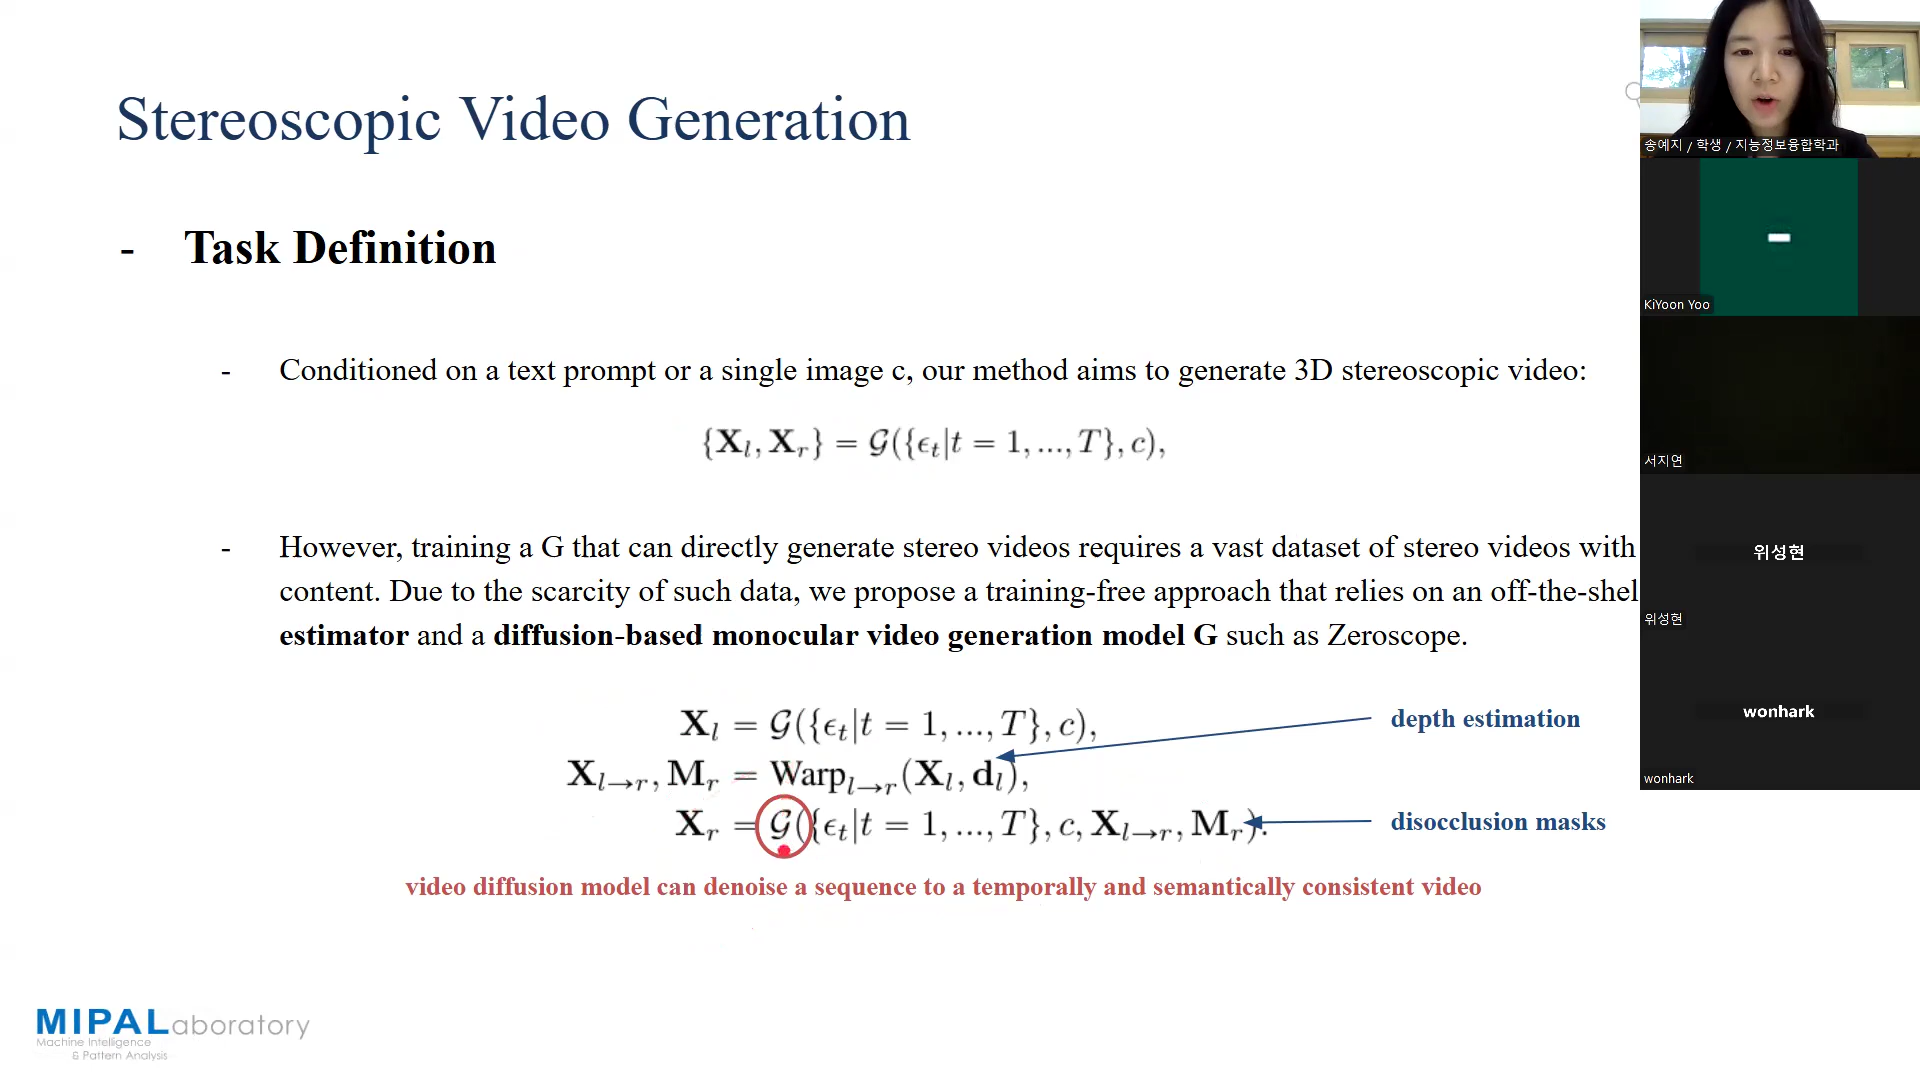 Stereoscopic Video Generation
- Task Definition
- Conditioned on a text prompt or a single image c, our method aims to generate 3D stereoscopic video:
{X_l, X_r} = G({ϵ_t|t = 1, ..., T}, c),
- However, training a G that can directly generate stereo videos requires a vast dataset of stereo videos with
content. Due to the scarcity of such data, we propose a training-free approach that relies on an off-the-shel
estimator and a diffusion-based monocular video generation model G such as Zeroscope.
X_l = G({ϵ_t|t = 1, ..., T}, c),
depth estimation
X_{l→r}, M_r = Warp_{l→r}(X_l, d_l),
X_r = G({ϵ_t|t = 1, ..., T}, c, X_{l→r}, M_r).
disocclusion masks
video diffusion model can denoise a sequence to a temporally and semantically consistent video
MIPALaboratory
Machine Intelligence
& Pattern Analysis
송예지 / 학생 / 지능정보융합학과
KiYoon Yoo
서지연
위성현
위성현
wonhark
wonhark